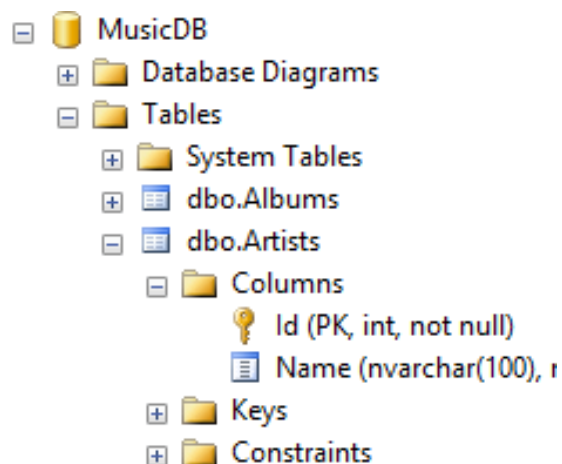 MusicDB
Database Diagrams
Tables
System Tables
dbo.Albums
dbo.Artists
Columns
Id (PK, int, not null)
Name (nvarchar(100),
Keys
Constraints